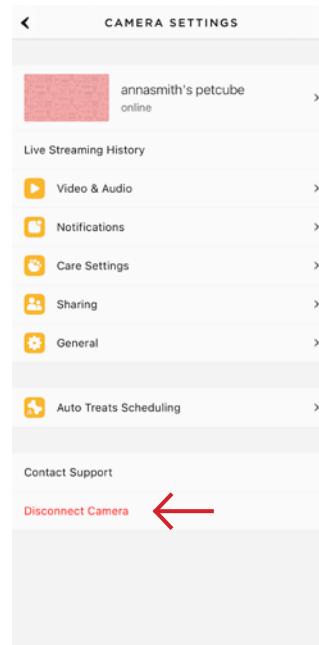 CAMERA SETTINGS
annasmith's petcube
online
Live Streaming History
Video & Audio
Notifications
Care Settings
Sharing
General
Auto Treats Scheduling
Contact Support
Disconnect Camera